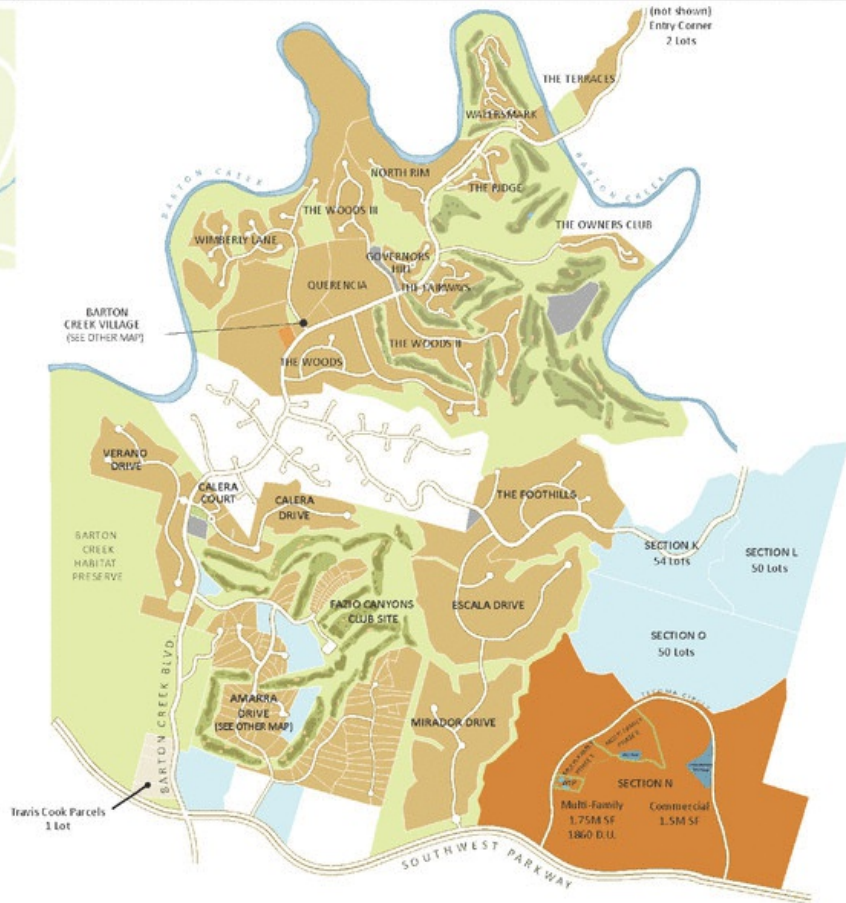 (not shown)
Entry Corner
2 Lots
THE TERRACES
WATERSMARK
BARTON CREEK
NORTH RIM
THE RIDGE
BARTON CREEK
THE WOODS III
WIMBERLY LANE
THE OWNERS CLUB
GOVERNORS
HILL
QUERENCIA
THE FAIRWAYS
BARTON
CREEK VILLAGE
(SEE OTHER MAP)
THE WOODS II
THE WOODS
VERANO
DRIVE
CALERA
COURT
CALERA
DRIVE
THE FOOTHILLS
BARTON
CREEK
HABITAT
PRESERVE
SECTION K
54 Lots
SECTION L
50 Lots
FAZIO CANYONS
CLUB SITE
ESCALA DRIVE
SECTION O
50 Lots
BARTON CREEK BLVD.
AMARRA
DRIVE
(SEE OTHER MAP)
MIRADOR DRIVE
TECOMA CIRCLE
SECTION N
Multi-Family
1.75M SF
1860 D.U.
Commercial
1.5M SF
Travis Cook Parcels
1 Lot
SOUTHWEST PARKWAY